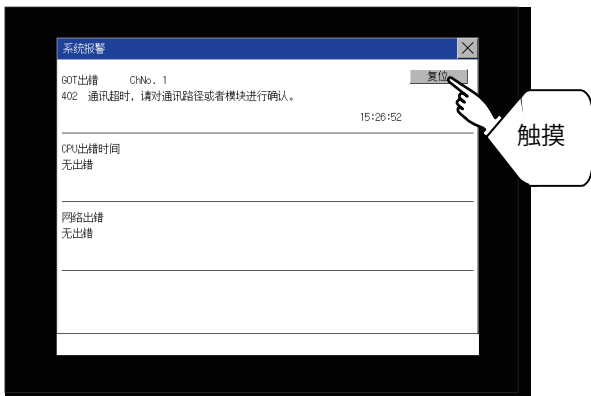 系统报警
GOT出错 ChNo. 1 复位
402 通讯超时，请对通讯路径或者模块进行确认。
15:26:52
触摸
CPU出错时间
无出错
网络出错
无出错